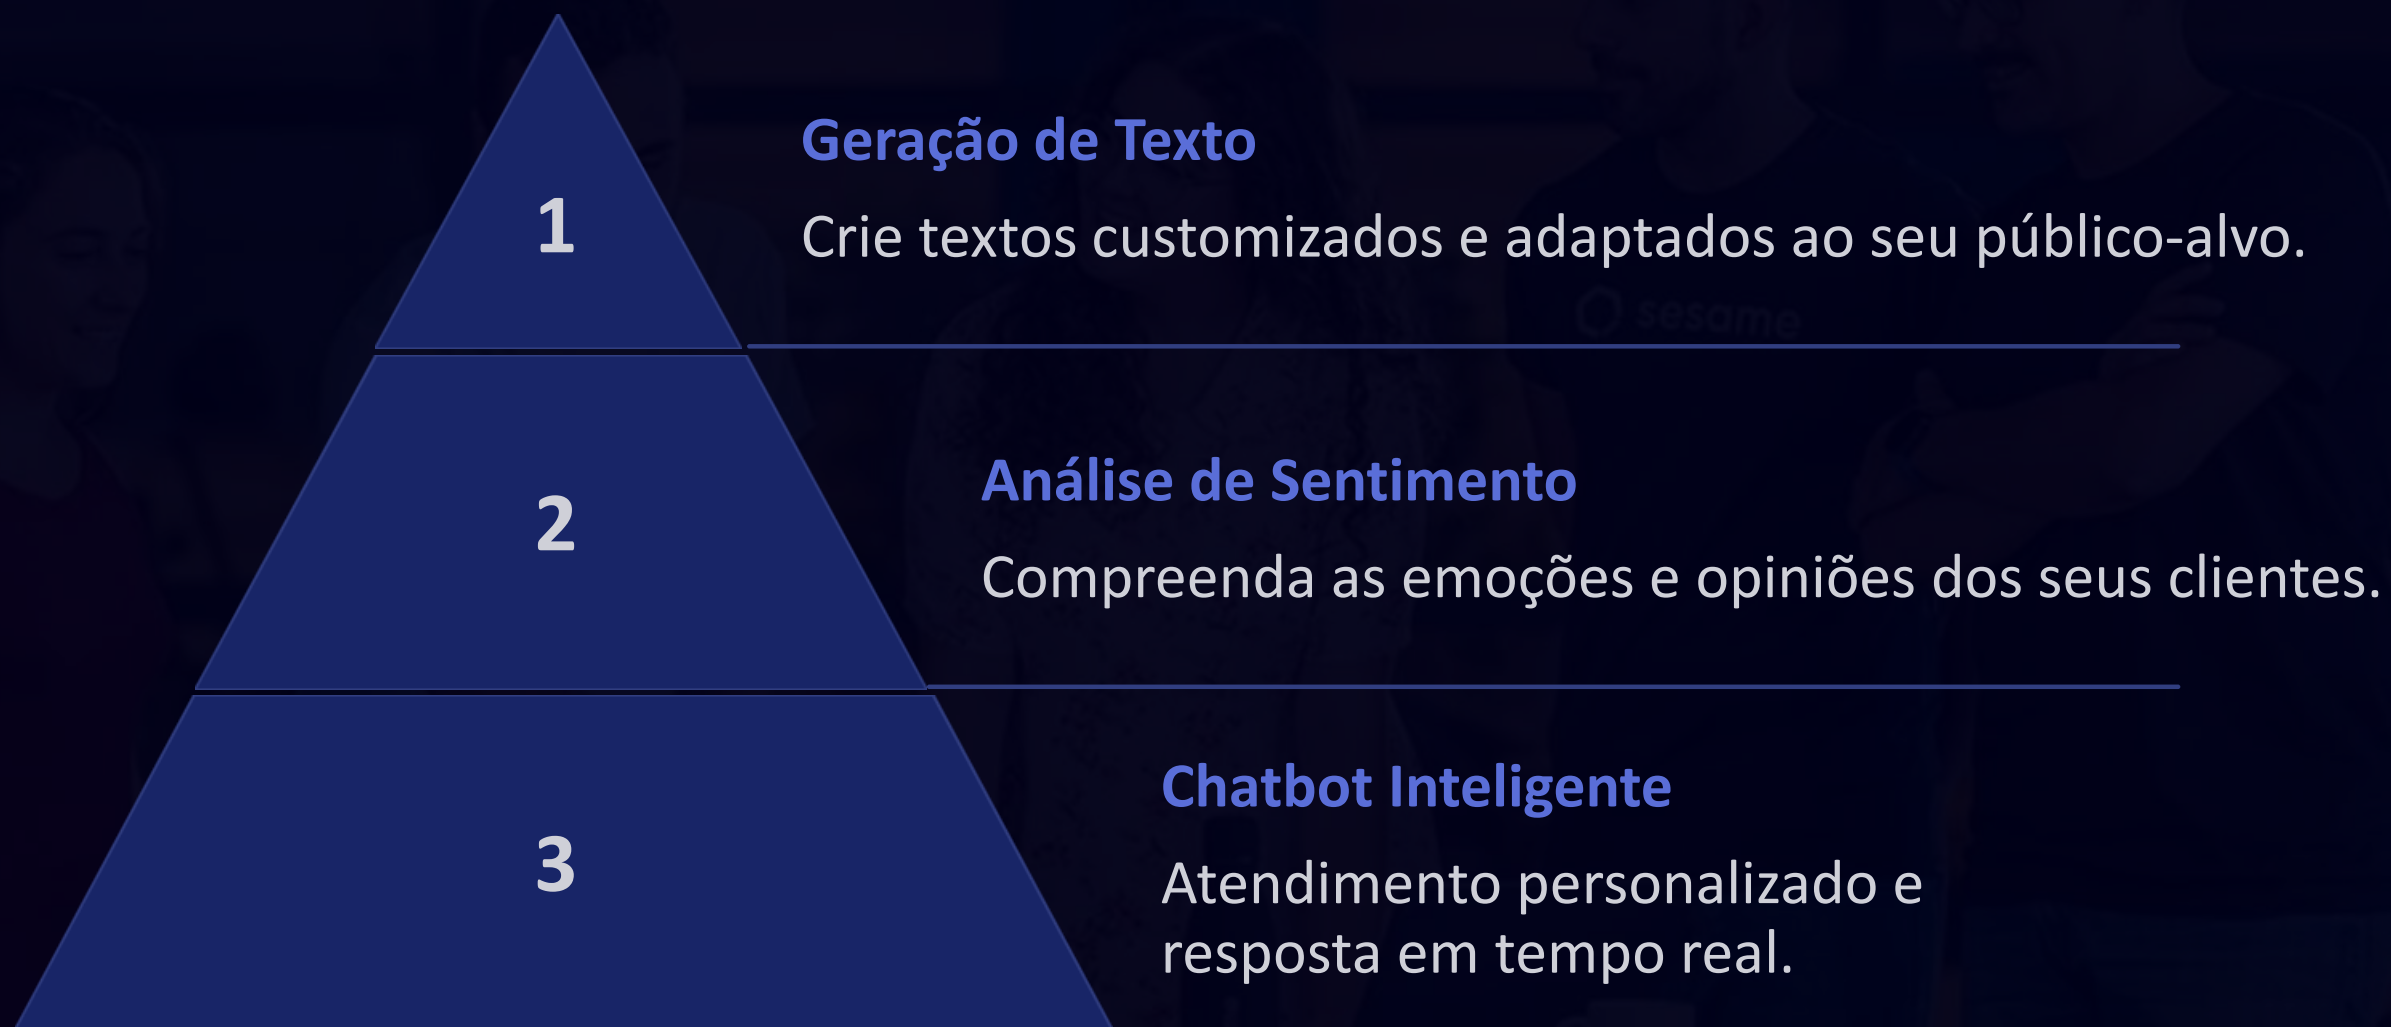 1
Geração de Texto
Crie textos customizados e adaptados ao seu público-alvo.
sesame
2
Análise de Sentimento
Compreenda as emoções e opiniões dos seus clientes.
3
Chatbot Inteligente
Atendimento personalizado e
resposta em tempo real.